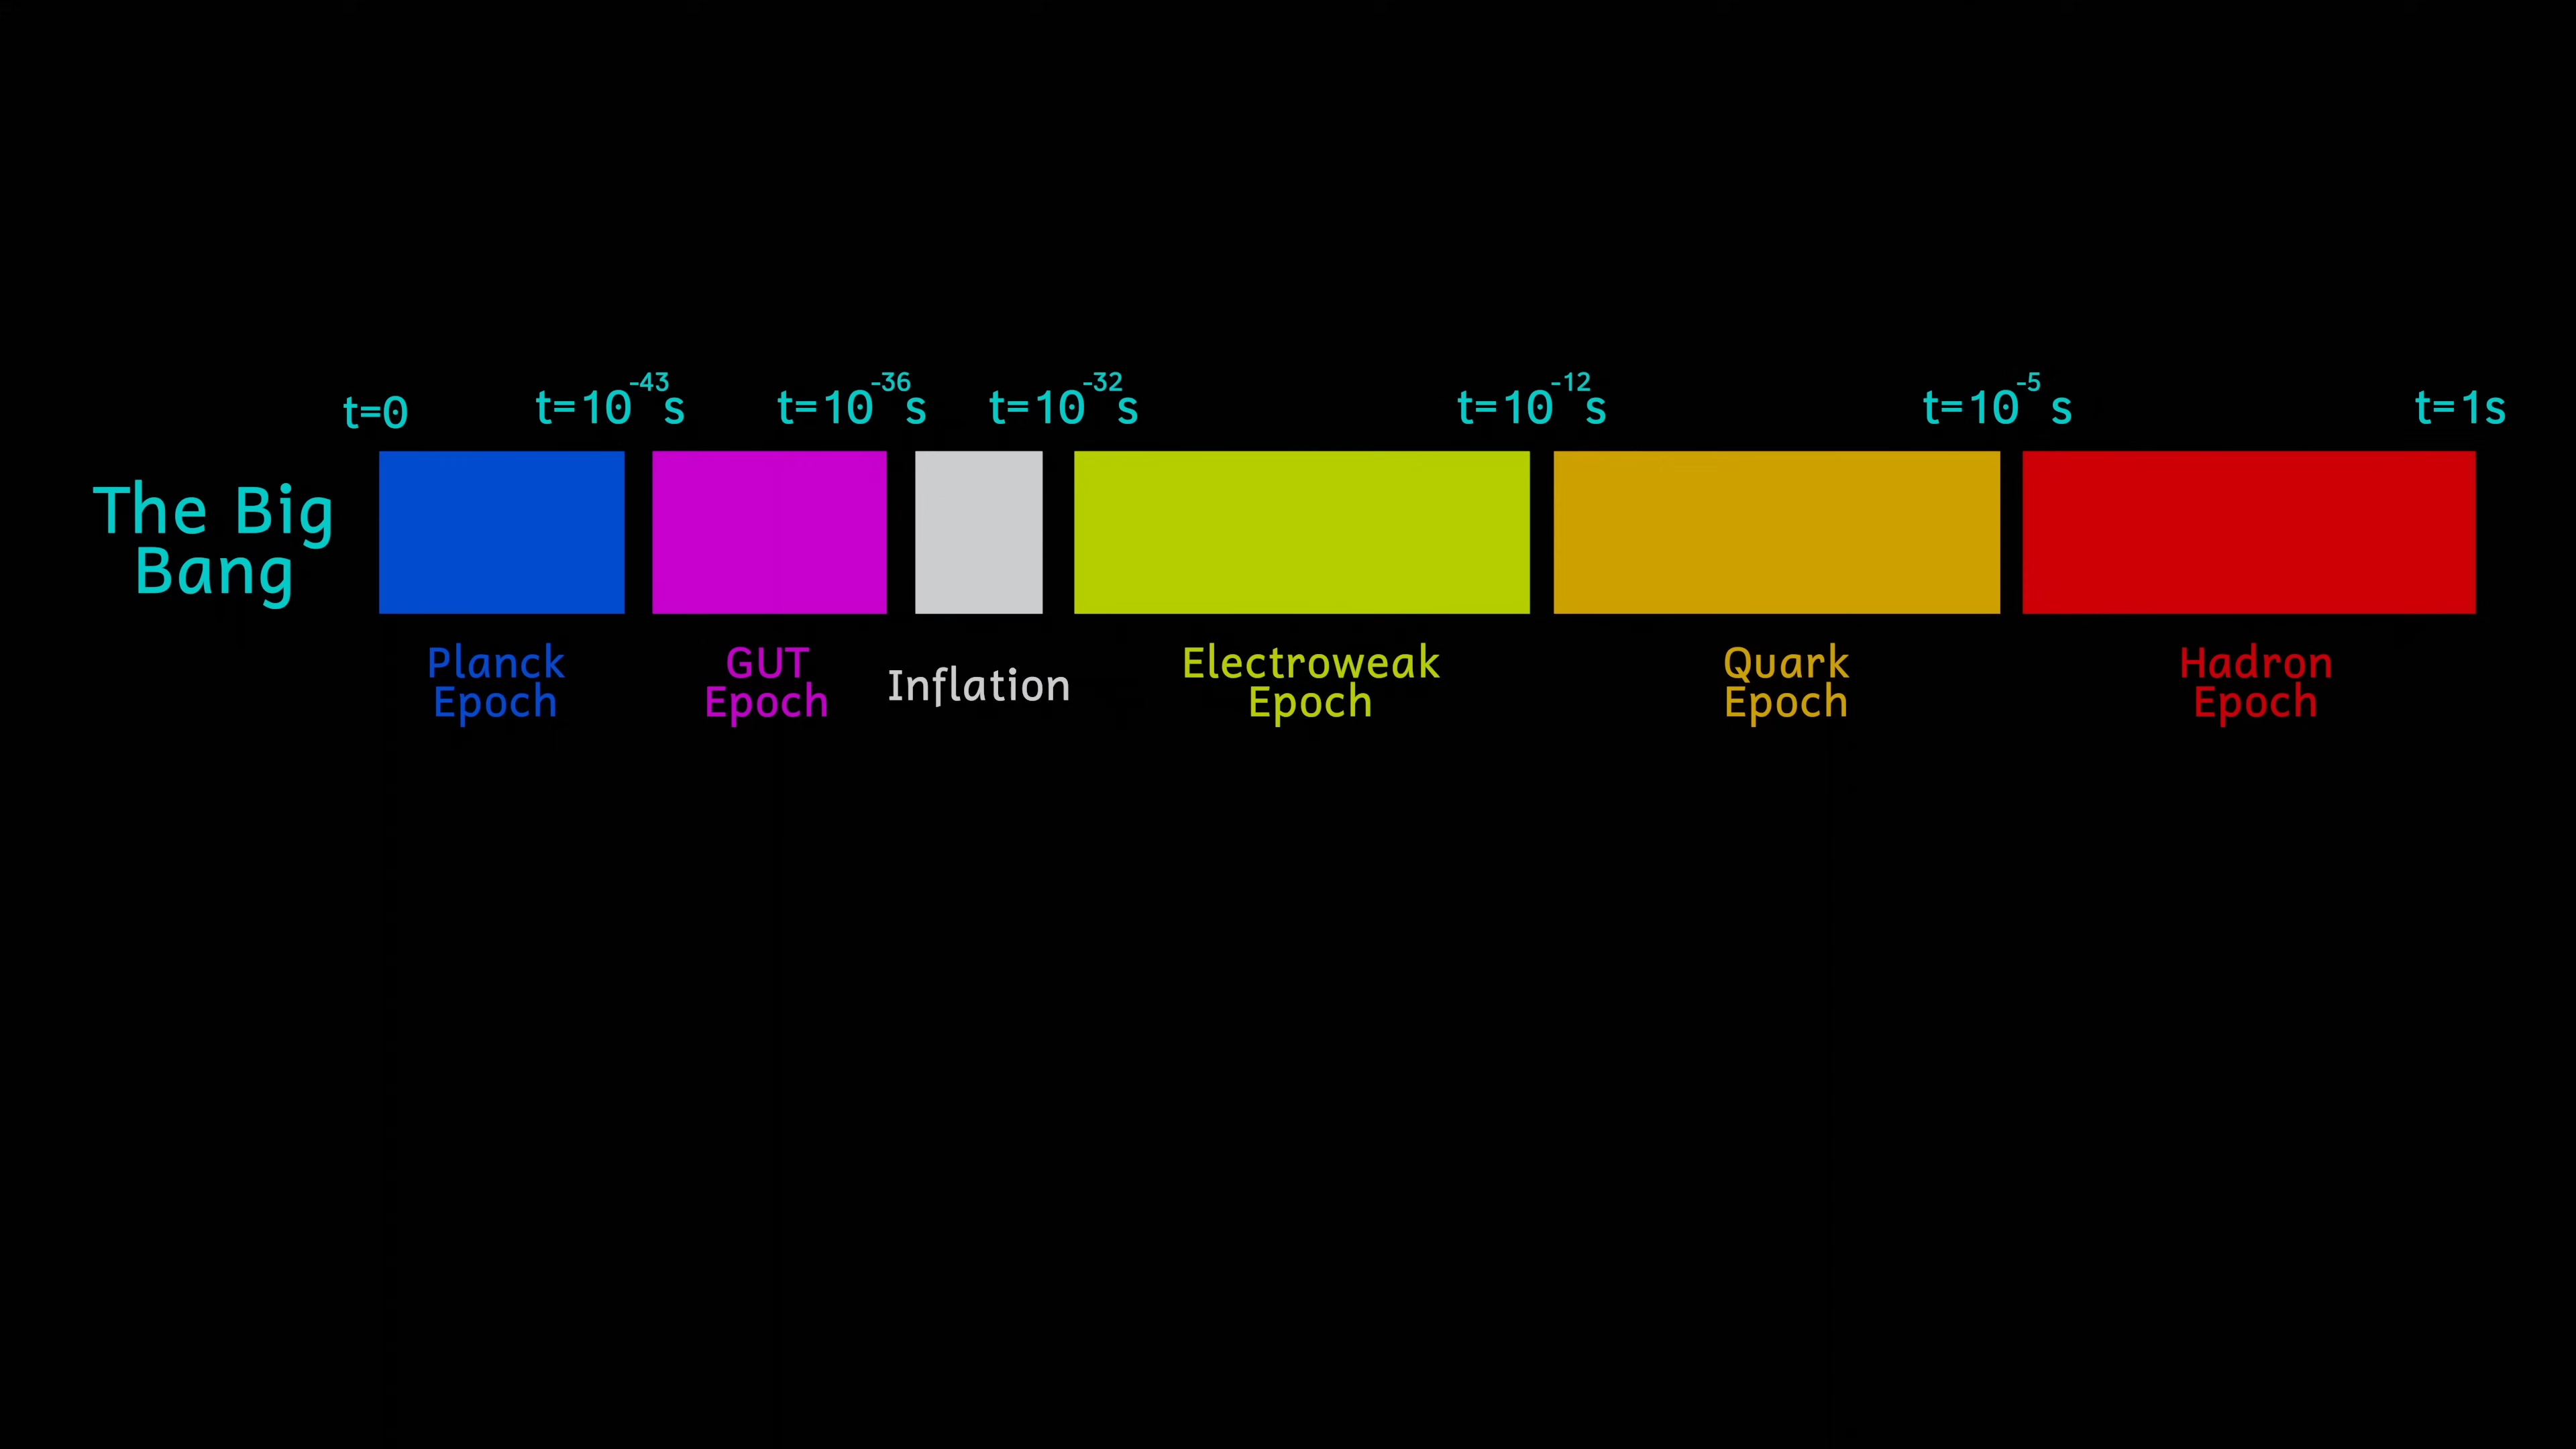 t=0
t=10⁻⁴³s
t=10⁻³⁶s
t=10⁻³²s
t=10⁻¹²s
t=10⁻⁵s
t=1s
The Big
Bang
Planck
Epoch
GUT
Epoch
Inflation
Electroweak
Epoch
Quark
Epoch
Hadron
Epoch